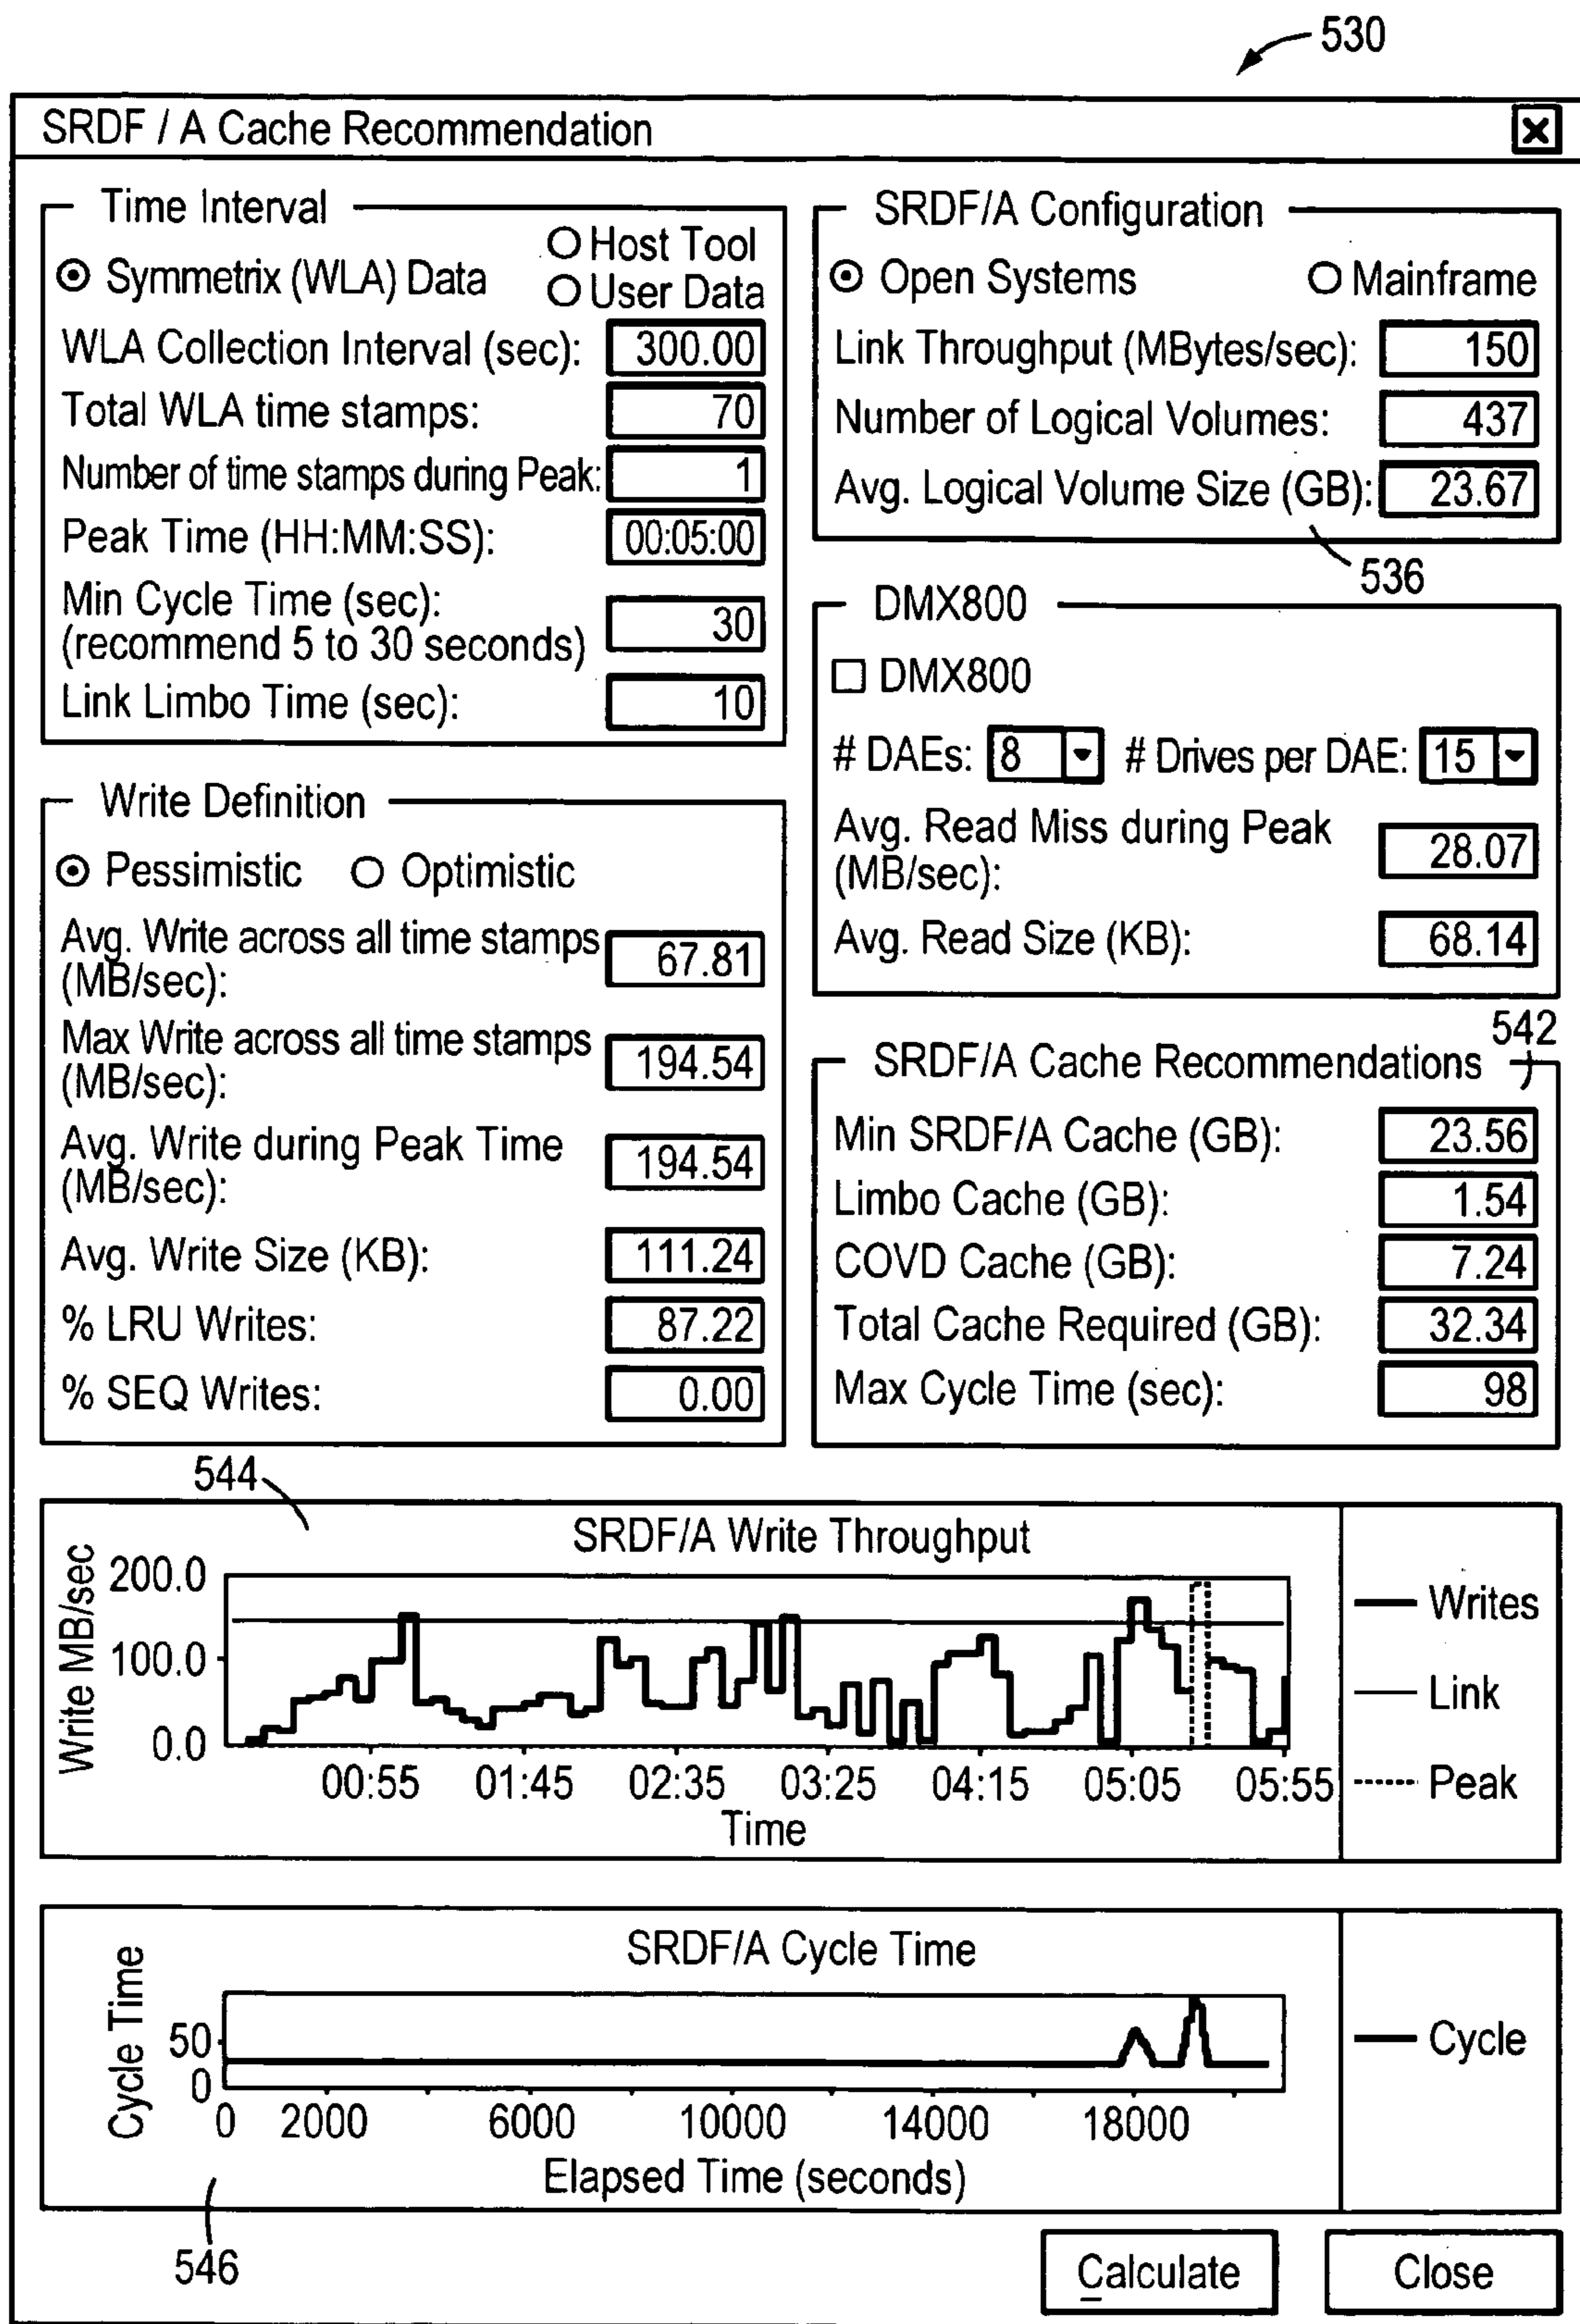 530
SRDF / A Cache Recommendation
Time Interval
Host Tool
Symmetrix (WLA) Data
User Data
WLA Collection Interval (sec): 300.00
Total WLA time stamps: 70
Number of time stamps during Peak: 1
Peak Time (HH:MM:SS): 00:05:00
Min Cycle Time (sec):
(recommend 5 to 30 seconds) 30
Link Limbo Time (sec): 10
SRDF/A Configuration
Open Systems Mainframe
Link Throughput (MBytes/sec): 150
Number of Logical Volumes: 437
Avg. Logical Volume Size (GB): 23.67
536
DMX800
DMX800
# DAEs: 8 # Drives per DAE: 15
Avg. Read Miss during Peak
(MB/sec): 28.07
Avg. Read Size (KB): 68.14
Write Definition
Pessimistic Optimistic
Avg. Write across all time stamps
(MB/sec): 67.81
Max Write across all time stamps
(MB/sec): 194.54
Avg. Write during Peak Time
(MB/sec): 194.54
Avg. Write Size (KB): 111.24
% LRU Writes: 87.22
% SEQ Writes: 0.00
542
SRDF/A Cache Recommendations
Min SRDF/A Cache (GB): 23.56
Limbo Cache (GB): 1.54
COVD Cache (GB): 7.24
Total Cache Required (GB): 32.34
Max Cycle Time (sec): 98
544
SRDF/A Write Throughput
Write MB/sec
200.0
100.0
0.0
00:55 01:45 02:35 03:25 04:15 05:05 05:55
Time
Writes
Link
Peak
SRDF/A Cycle Time
Cycle Time
50
0
0 2000 6000 10000 14000 18000
Elapsed Time (seconds)
Cycle
546
Calculate Close